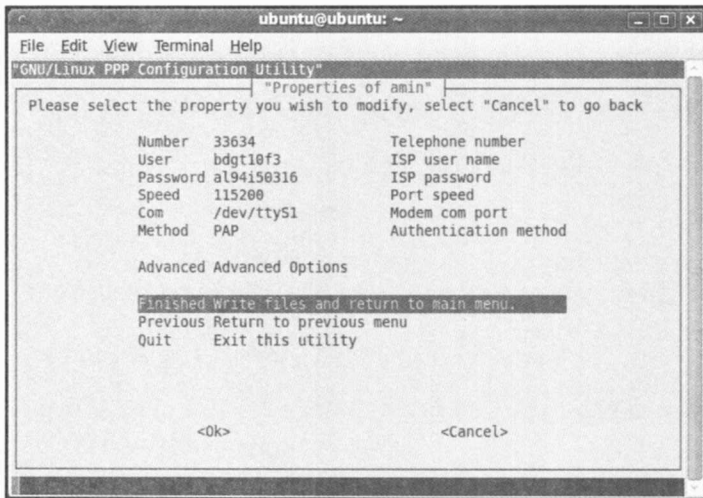 ubuntu@ubuntu: ~
File Edit View Terminal Help
"GNU/Linux PPP Configuration Utility"
"Properties of amin"
Please select the property you wish to modify, select "Cancel" to go back
Number 33634 Telephone number
User bdgt10f3 ISP user name
Password al94i50316 ISP password
Speed 115200 Port speed
Com /dev/ttyS1 Modem com port
Method PAP Authentication method
Advanced Advanced Options
Finished Write files and return to main menu.
Previous Return to previous menu
Quit Exit this utility
<Ok> <Cancel>